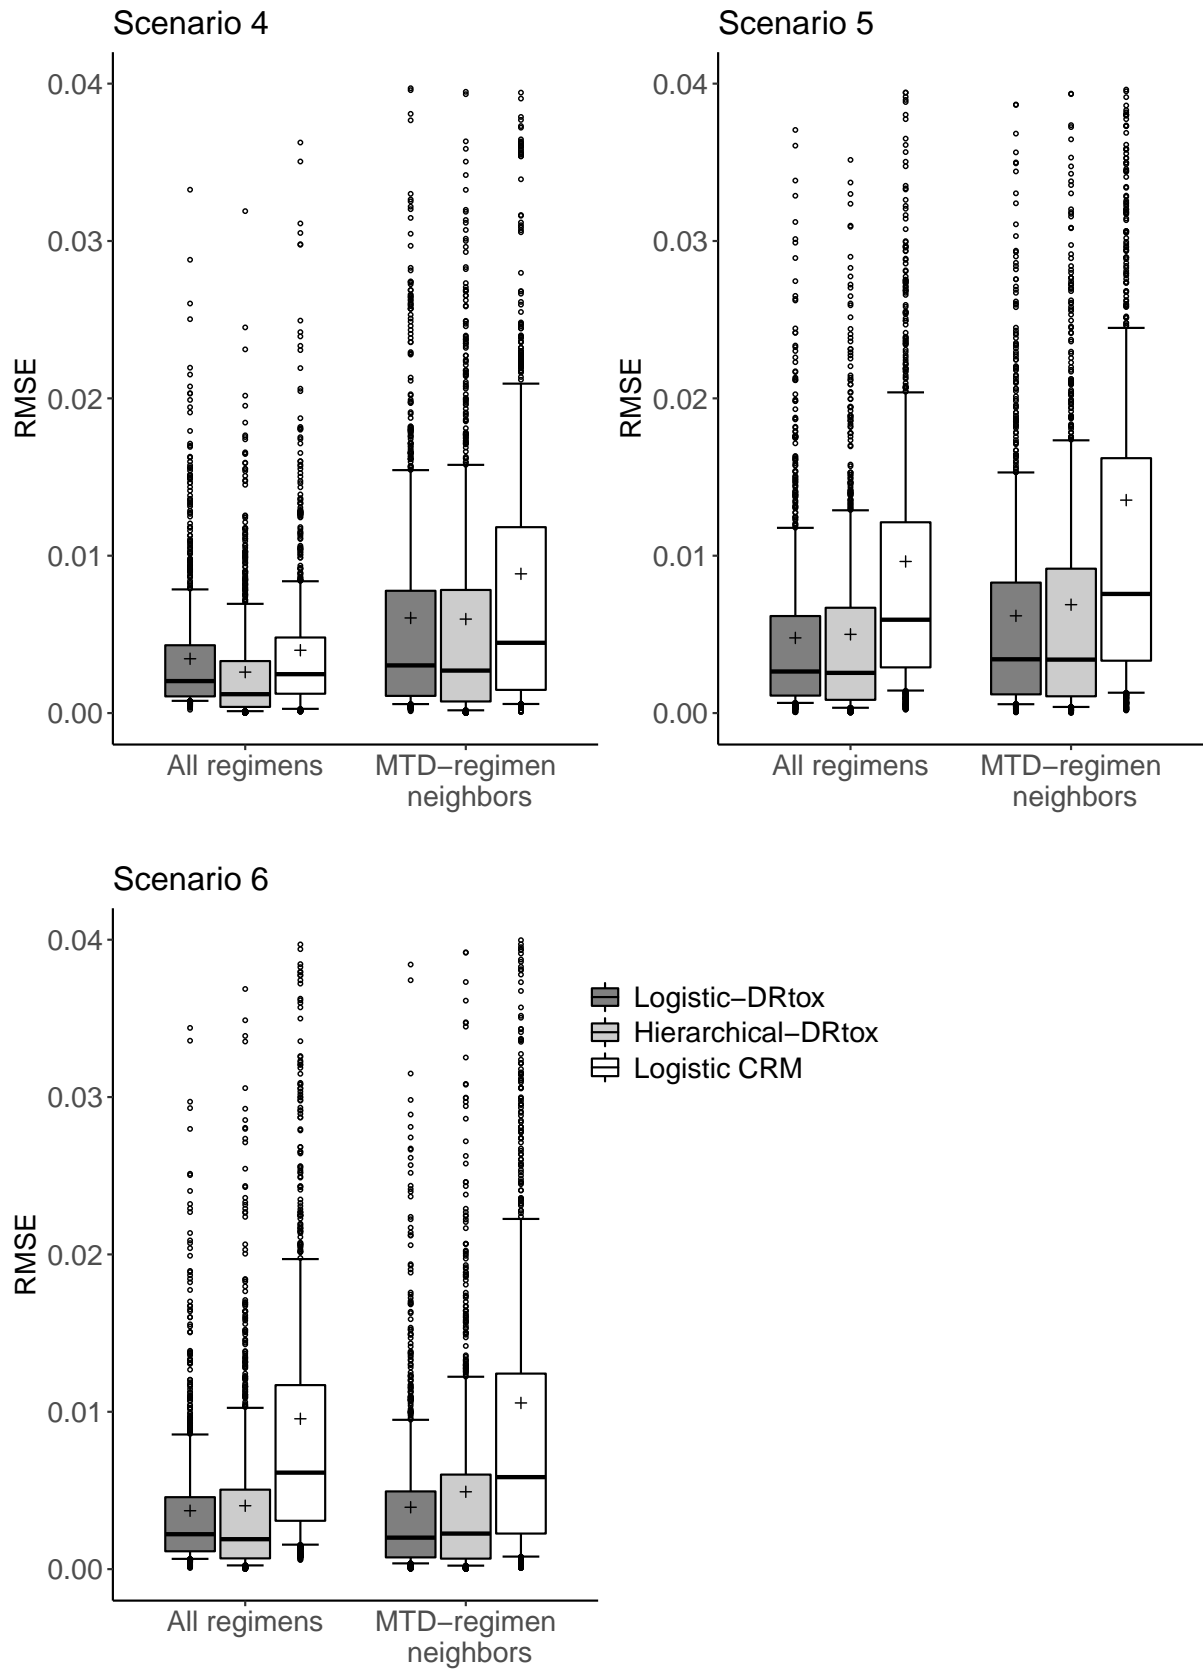 Scenario 4
0.04
0.03
0.02
0.01
0.00
RMSE
All regimens
MTD−regimen
neighbors
Scenario 5
0.04
0.03
0.02
0.01
0.00
RMSE
All regimens
MTD−regimen
neighbors
Scenario 6
0.04
0.03
0.02
0.01
0.00
RMSE
All regimens
MTD−regimen
neighbors
Logistic−DRtox
Hierarchical−DRtox
Logistic CRM